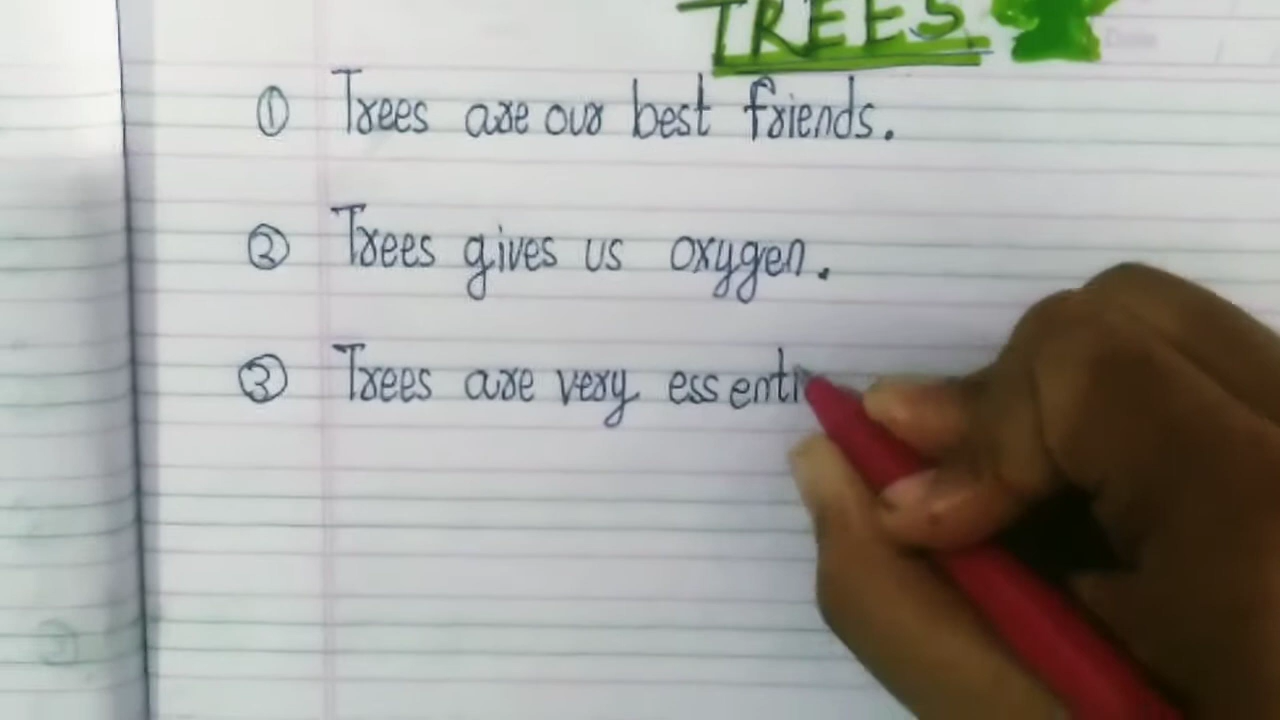 TREES
① Trees are our best friends.
② Trees gives us oxygen.
③ Trees are very essenti